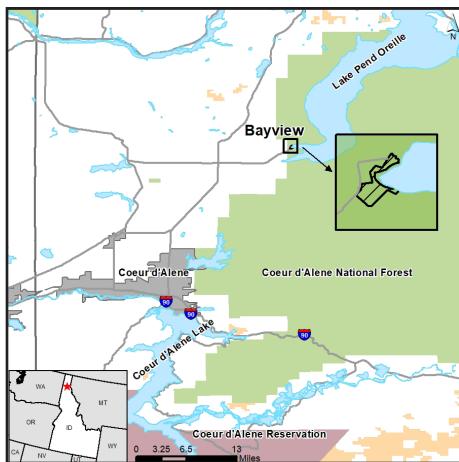 N
Lake Pend Oreille
Bayview
Coeur d'Alene
Coeur d'Alene National Forest
90
90
90
Coeur d'Alene Lake
WA
MT
OR
ID
WY
CA
NV
UT
Coeur d'Alene Reservation
0 3.25 6.5 13
Miles